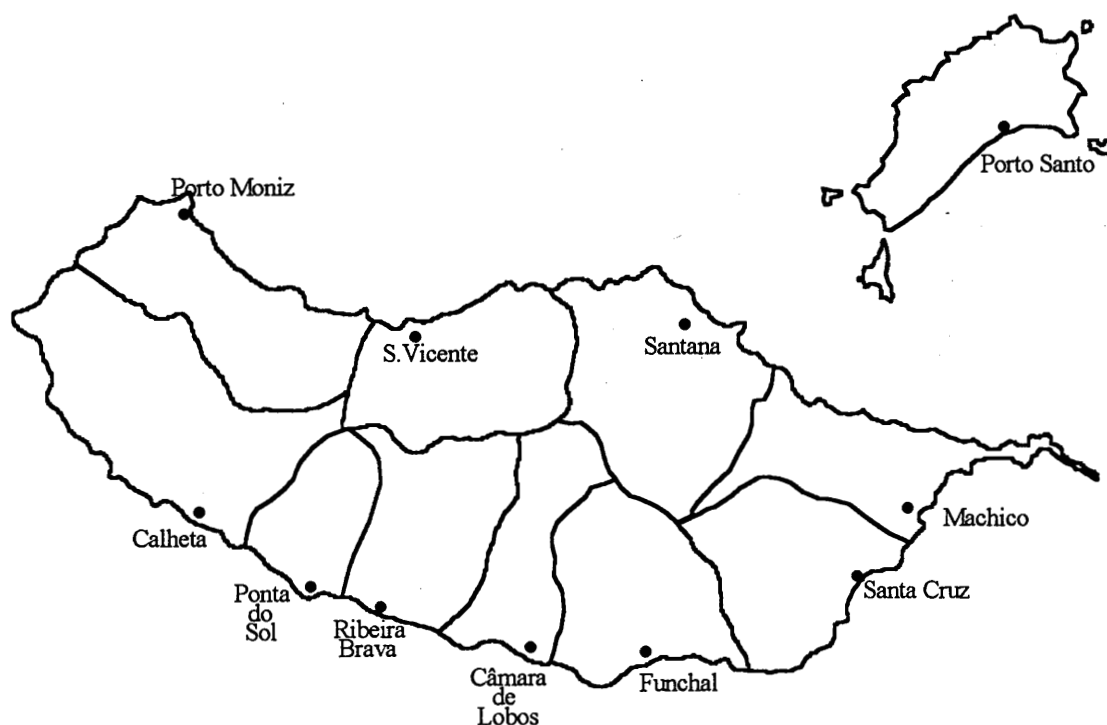 Porto Santo
Porto Moniz
S.Vicente
Santana
Calheta
Machico
Ponta
do
Sol
Ribeira
Brava
Santa Cruz
Câmara
de
Lobos
Funchal